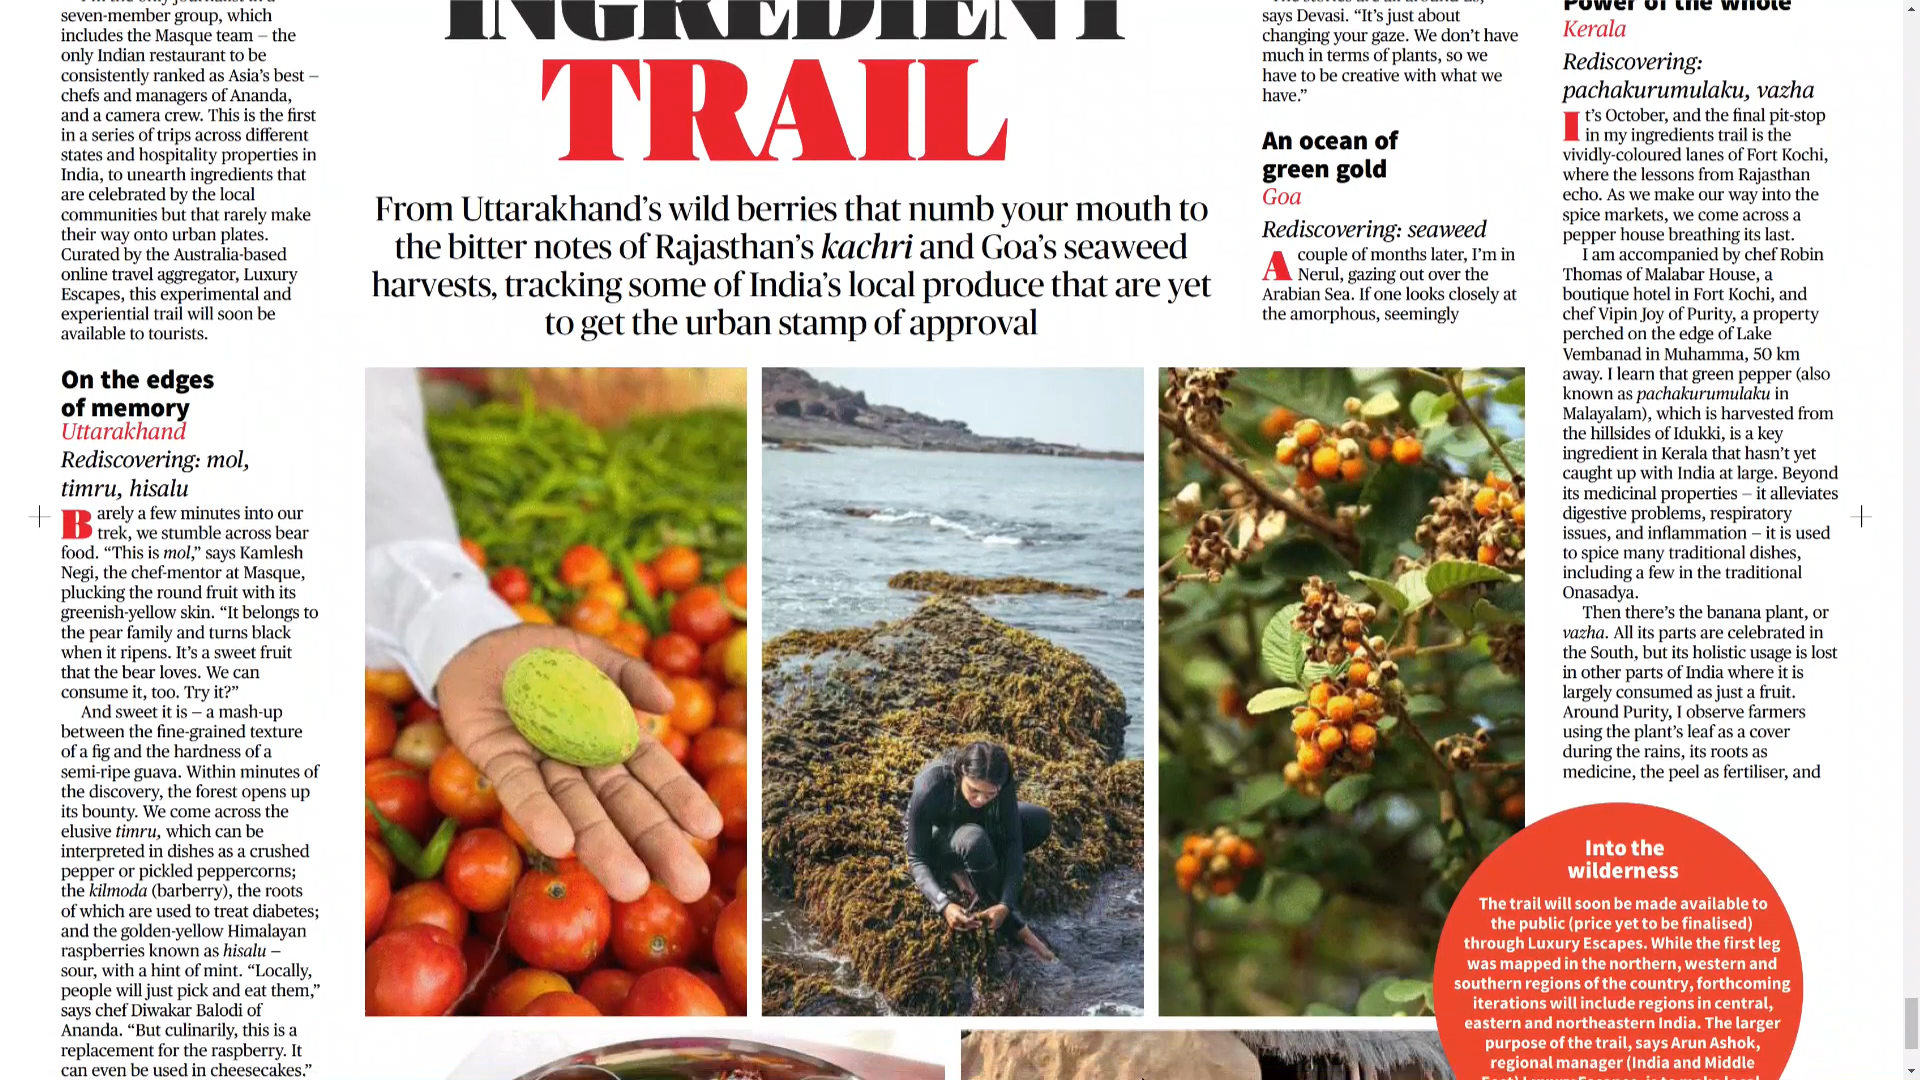 seven-member group, which
includes the Masque team – the
only Indian restaurant to be
consistently ranked as Asia's best –
chefs and managers of Ananda,
and a camera crew. This is the first
in a series of trips across different
states and hospitality properties in
India, to unearth ingredients that
are celebrated by the local
communities but that rarely make
their way onto urban plates.
Curated by the Australia-based
online travel aggregator, Luxury
Escapes, this experimental and
experiential trail will soon be
available to tourists.
On the edges
of memory
Uttarakhand
Rediscovering: mol,
timru, hisalu
Barely a few minutes into our
trek, we stumble across bear
food. “This is mol,” says Kamlesh
Negi, the chef-mentor at Masque,
plucking the round fruit with its
greenish-yellow skin. “It belongs to
the pear family and turns black
when it ripens. It’s a sweet fruit
that the bear loves. We can
consume it, too. Try it?”
And sweet it is – a mash-up
between the fine-grained texture
of a fig and the hardness of a
semi-ripe guava. Within minutes of
the discovery, the forest opens up
its bounty. We come across the
elusive timru, which can be
interpreted in dishes as a crushed
pepper or pickled peppercorns;
the kilmoda (barberry), the roots
of which are used to treat diabetes;
and the golden-yellow Himalayan
raspberries known as hisalu –
sour, with a hint of mint. “Locally,
people will just pick and eat them,”
says chef Diwakar Balodi of
Ananda. “But culinarily, this is a
replacement for the raspberry. It
can even be used in cheesecakes.”
INGREDIENT
TRAIL
From Uttarakhand’s wild berries that numb your mouth to
the bitter notes of Rajasthan’s kachri and Goa’s seaweed
harvests, tracking some of India’s local produce that are yet
to get the urban stamp of approval
says Devasi. “It’s just about
changing your gaze. We don’t have
much in terms of plants, so we
have to be creative with what we
have.”
An ocean of
green gold
Goa
Rediscovering: seaweed
A couple of months later, I’m in
Nerul, gazing out over the
Arabian Sea. If one looks closely at
the amorphous, seemingly
Power of the whole
Kerala
Rediscovering:
pachakurumulaku, vazha
It’s October, and the final pit-stop
in my ingredients trail is the
vividly-coloured lanes of Fort Kochi,
where the lessons from Rajasthan
echo. As we make our way into the
spice markets, we come across a
pepper house breathing its last.
I am accompanied by chef Robin
Thomas of Malabar House, a
boutique hotel in Fort Kochi, and
chef Vipin Joy of Purity, a property
perched on the edge of Lake
Vembanad in Muhamma, 50 km
away. I learn that green pepper (also
known as pachakurumulaku in
Malayalam), which is harvested from
the hillsides of Idukki, is a key
ingredient in Kerala that hasn’t yet
caught up with India at large. Beyond
its medicinal properties – it alleviates
digestive problems, respiratory
issues, and inflammation – it is used
to spice many traditional dishes,
including a few in the traditional
Onasadya.
Then there’s the banana plant, or
vazha. All its parts are celebrated in
the South, but its holistic usage is lost
in other parts of India where it is
largely consumed as just a fruit.
Around Purity, I observe farmers
using the plant’s leaf as a cover
during the rains, its roots as
medicine, the peel as fertiliser, and
Into the
wilderness
The trail will soon be made available to
the public (price yet to be finalised)
through Luxury Escapes. While the first leg
was mapped in the northern, western and
southern regions of the country, forthcoming
iterations will include regions in central,
eastern and northeastern India. The larger
purpose of the trail, says Arun Ashok,
regional manager (India and Middle